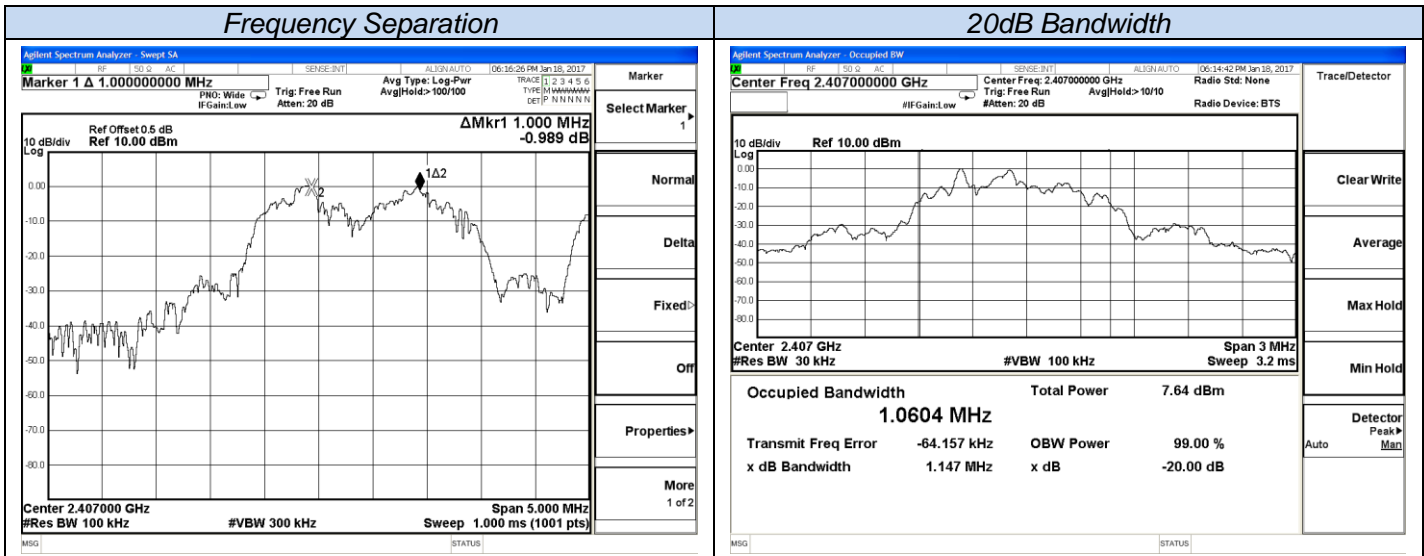 Frequency Separation
Agilent Spectrum Analyzer - Swept SA
RF 50 Ω AC SENSE:INT ALIGN AUTO 06:16:26 PM Jan 18, 2017
Marker 1 Δ 1.000000000 MHz
PNO: Wide
IFGain:Low
Trig: Free Run
Atten: 20 dB
Avg Type: Log-Pwr
Avg|Hold:> 100/100
TRACE 1 2 3 4 5 6
TYPE M
DET P N N N N N
Ref Offset 0.5 dB
10 dB/div Ref 10.00 dBm
Log
ΔMkr1 1.000 MHz
-0.989 dB
1Δ2
2
0.00
-10.0
-20.0
-30.0
-40.0
-50.0
-60.0
-70.0
-80.0
Center 2.407000 GHz Span 5.000 MHz
#Res BW 100 kHz #VBW 300 kHz Sweep 1.000 ms (1001 pts)
MSG STATUS
Marker
Select Marker
1
Normal
Delta
Fixed
Off
Properties
More
1 of 2
20dB Bandwidth
Agilent Spectrum Analyzer - Occupied BW
RF 50 Ω AC SENSE:INT ALIGN AUTO 06:14:42 PM Jan 18, 2017
Center Freq 2.407000000 GHz
#IFGain:Low
Center Freq: 2.407000000 GHz
Trig: Free Run Avg|Hold:> 10/10
#Atten: 20 dB
Radio Std: None
Radio Device: BTS
10 dB/div Ref 10.00 dBm
Log
0.00
-10.0
-20.0
-30.0
-40.0
-50.0
-60.0
-70.0
-80.0
Center 2.407 GHz Span 3 MHz
#Res BW 30 kHz #VBW 100 kHz Sweep 3.2 ms
Occupied Bandwidth Total Power 7.64 dBm
1.0604 MHz
Transmit Freq Error -64.157 kHz OBW Power 99.00 %
x dB Bandwidth 1.147 MHz x dB -20.00 dB
MSG STATUS
Trace/Detector
Clear Write
Average
Max Hold
Min Hold
Detector
Peak
Auto Man